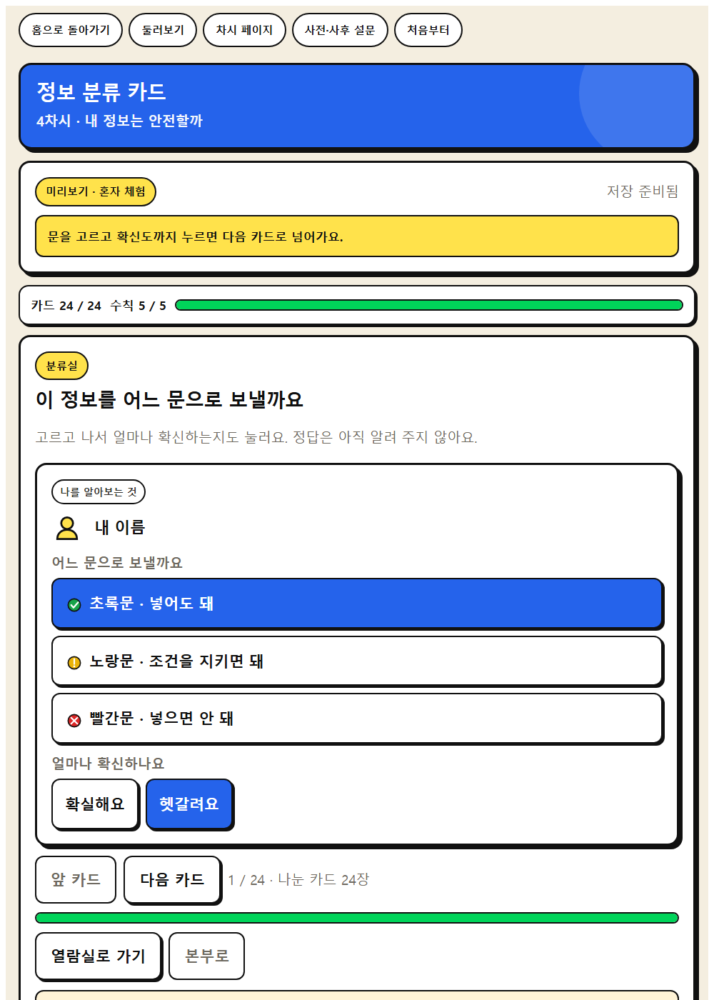 홈으로 돌아가기 둘러보기 차시 페이지 사전·사후 설문 처음부터
정보 분류 카드
4차시 · 내 정보는 안전할까
미리보기 · 혼자 체험 저장 준비됨
문을 고르고 확신도까지 누르면 다음 카드로 넘어가요.
카드 24 / 24 수칙 5 / 5
분류실
이 정보를 어느 문으로 보낼까요
고르고 나서 얼마나 확신하는지도 눌러요. 정답은 아직 알려 주지 않아요.
나를 알아보는 것
내 이름
어느 문으로 보낼까요
초록문 · 넣어도 돼
노랑문 · 조건을 지키면 돼
빨간문 · 넣으면 안 돼
얼마나 확신하나요
확실해요 헷갈려요
앞 카드 다음 카드 1 / 24 · 나눈 카드 24장
열람실로 가기 본부로